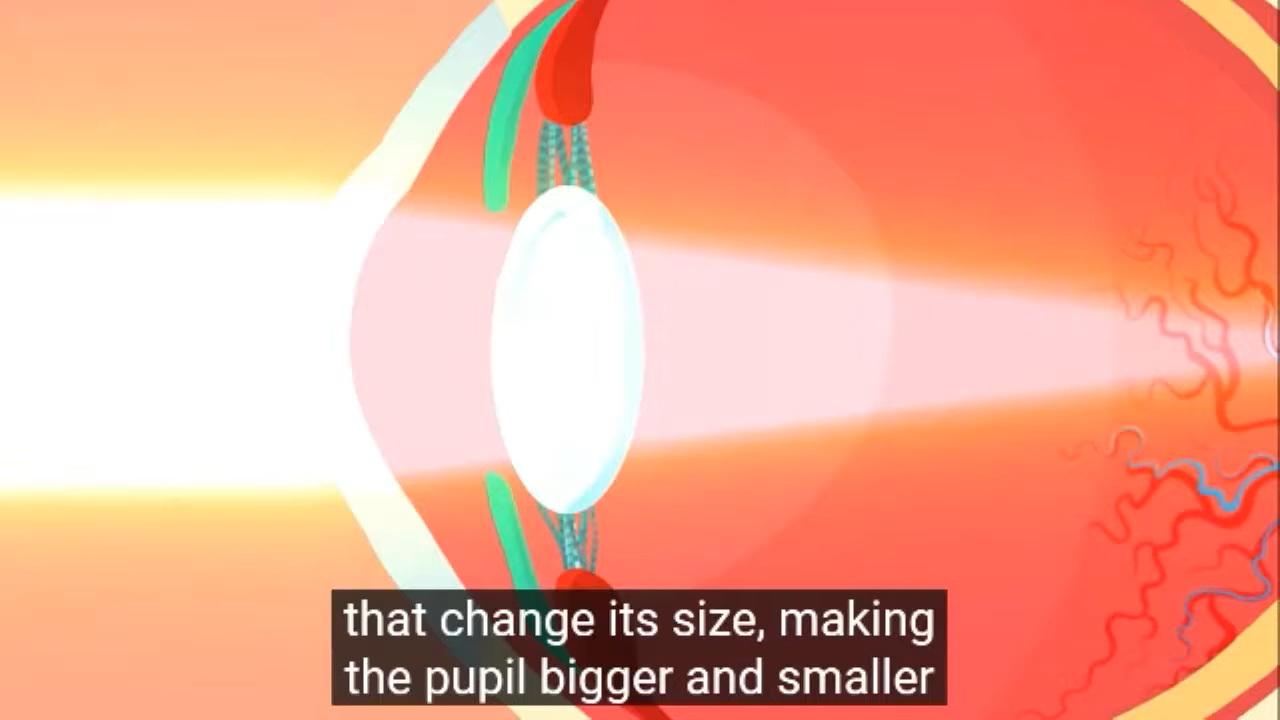 that change its size, making
the pupil bigger and smaller